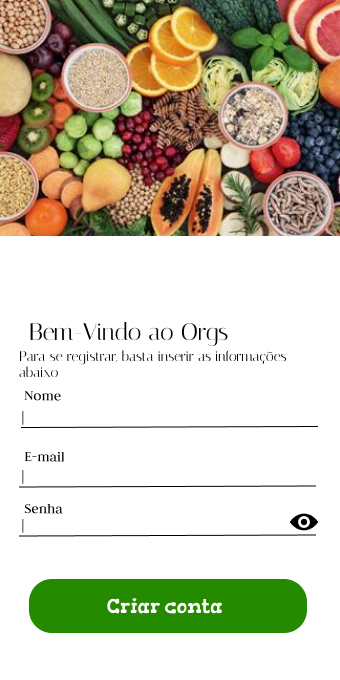 Bem-Vindo ao Orgs
Para se registrar, basta inserir as informações
abaixo
Nome
E-mail
Senha
Criar conta